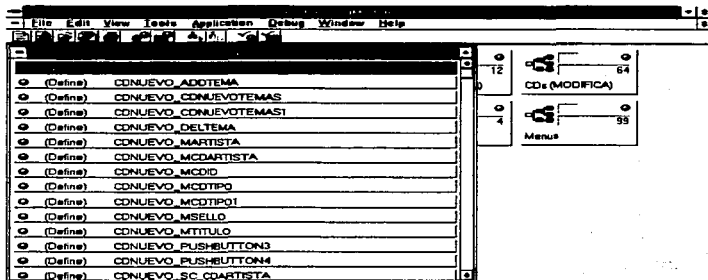 File Edit View Tools Application Debug Window Help
12 64
CDs (MODIFICA)
(Define) CDNUEVO_ADDTEMA
(Define) CDNUEVO_CDNUEVOTEMAS
(Define) CDNUEVO_CDNUEVOTEMAS1
4 99
Menus
(Define) CDNUEVO_DELTEMA
(Define) CDNUEVO_MARTISTA
(Define) CDNUEVO_MCDARTISTA
(Define) CDNUEVO_MCDID
(Define) CDNUEVO_MCDTIPO
(Define) CDNUEVO_MCDTIPO1
(Define) CDNUEVO_MSELLO
(Define) CDNUEVO_MTITULO
(Define) CDNUEVO_PUSHBUTTON3
(Define) CDNUEVO_PUSHBUTTON4
(Define) CDNUEVO_SC_CDARTISTA